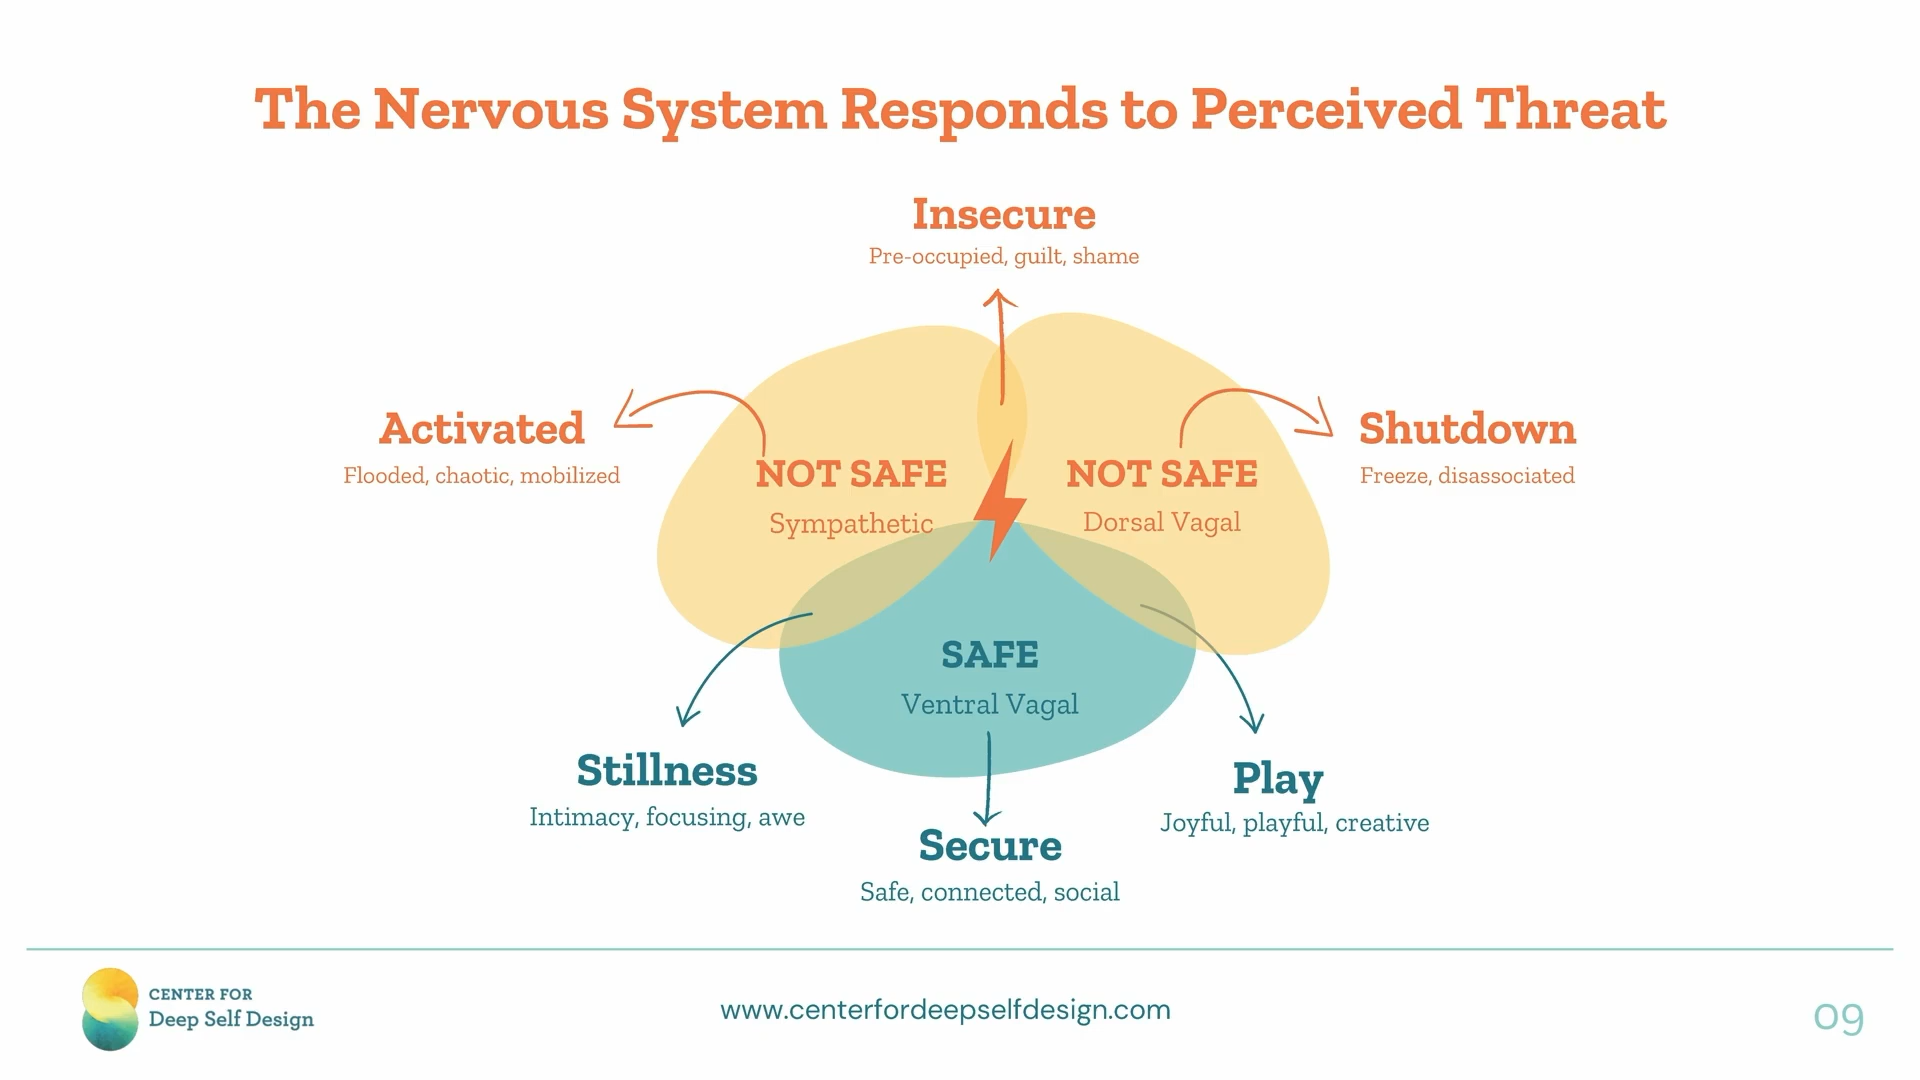 The Nervous System Responds to Perceived Threat
Insecure
Pre-occupied, guilt, shame
Activated
Flooded, chaotic, mobilized
Shutdown
Freeze, disassociated
NOT SAFE
Sympathetic
NOT SAFE
Dorsal Vagal
SAFE
Ventral Vagal
Stillness
Intimacy, focusing, awe
Secure
Safe, connected, social
Play
Joyful, playful, creative
CENTER FOR
Deep Self Design
www.centerfordeepselfdesign.com
09